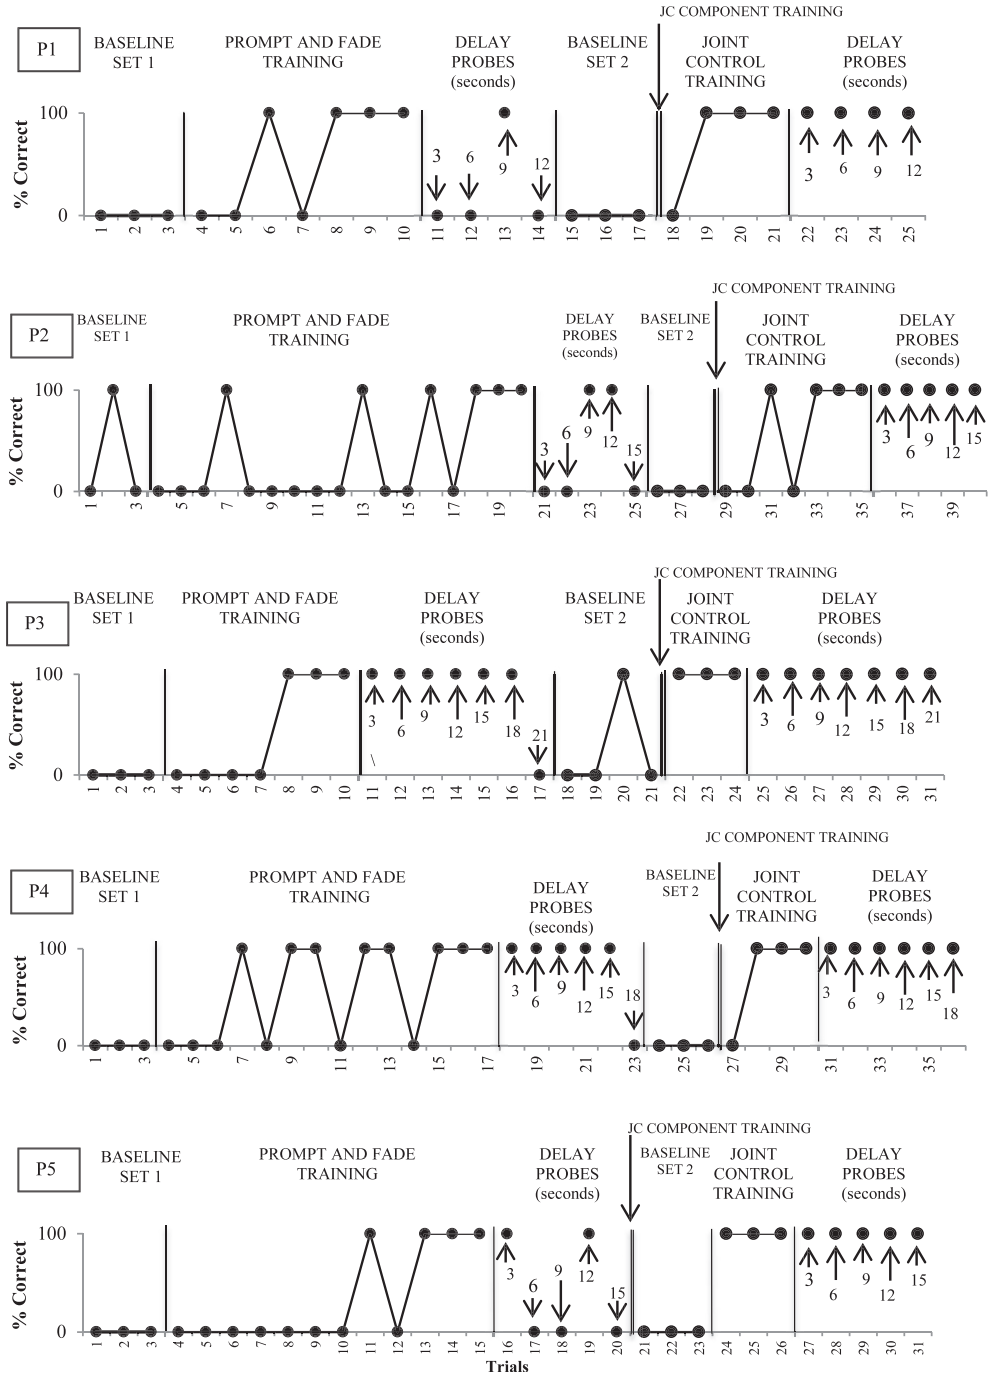 JC COMPONENT TRAINING
P1
BASELINE SET 1
PROMPT AND FADE TRAINING
DELAY PROBES (seconds)
BASELINE SET 2
JOINT CONTROL TRAINING
DELAY PROBES (seconds)
% Correct
100
0
3 6 9 12
3 6 9 12
1 2 3 4 5 6 7 8 9 10 11 12 13 14 15 16 17 18 19 20 21 22 23 24 25
JC COMPONENT TRAINING
P2
BASELINE SET 1
PROMPT AND FADE TRAINING
DELAY PROBES (seconds)
BASELINE SET 2
JOINT CONTROL TRAINING
DELAY PROBES (seconds)
% Correct
100
0
3 6 9 12 15
3 6 9 12 15
1 3 5 7 9 11 13 15 17 19 21 23 25 27 29 31 33 35 37 39
JC COMPONENT TRAINING
P3
BASELINE SET 1
PROMPT AND FADE TRAINING
DELAY PROBES (seconds)
BASELINE SET 2
JOINT CONTROL TRAINING
DELAY PROBES (seconds)
% Correct
100
0
3 6 9 12 15 18 21
\
3 6 9 12 15 18 21
1 2 3 4 5 6 7 8 9 10 11 12 13 14 15 16 17 18 19 20 21 22 23 24 25 26 27 28 29 30 31
JC COMPONENT TRAINING
P4
BASELINE SET 1
PROMPT AND FADE TRAINING
DELAY PROBES (seconds)
BASELINE SET 2
JOINT CONTROL TRAINING
DELAY PROBES (seconds)
% Correct
100
0
3 6 9 12 15 18
3 6 9 12 15 18
1 3 5 7 9 11 13 15 17 19 21 23 25 27 29 31 33 35
JC COMPONENT TRAINING
P5
BASELINE SET 1
PROMPT AND FADE TRAINING
DELAY PROBES (seconds)
BASELINE SET 2
JOINT CONTROL TRAINING
DELAY PROBES (seconds)
% Correct
100
0
3 6 9 12 15
3 6 9 12 15
1 2 3 4 5 6 7 8 9 10 11 12 13 14 15 16 17 18 19 20 21 22 23 24 25 26 27 28 29 30 31
Trials